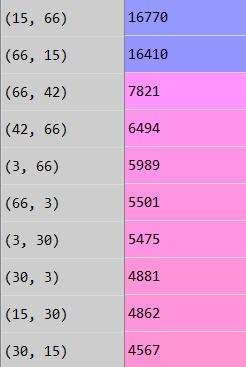 (15, 66) 16770
(66, 15) 16410
(66, 42) 7821
(42, 66) 6494
(3, 66) 5989
(66, 3) 5501
(3, 30) 5475
(30, 3) 4881
(15, 30) 4862
(30, 15) 4567